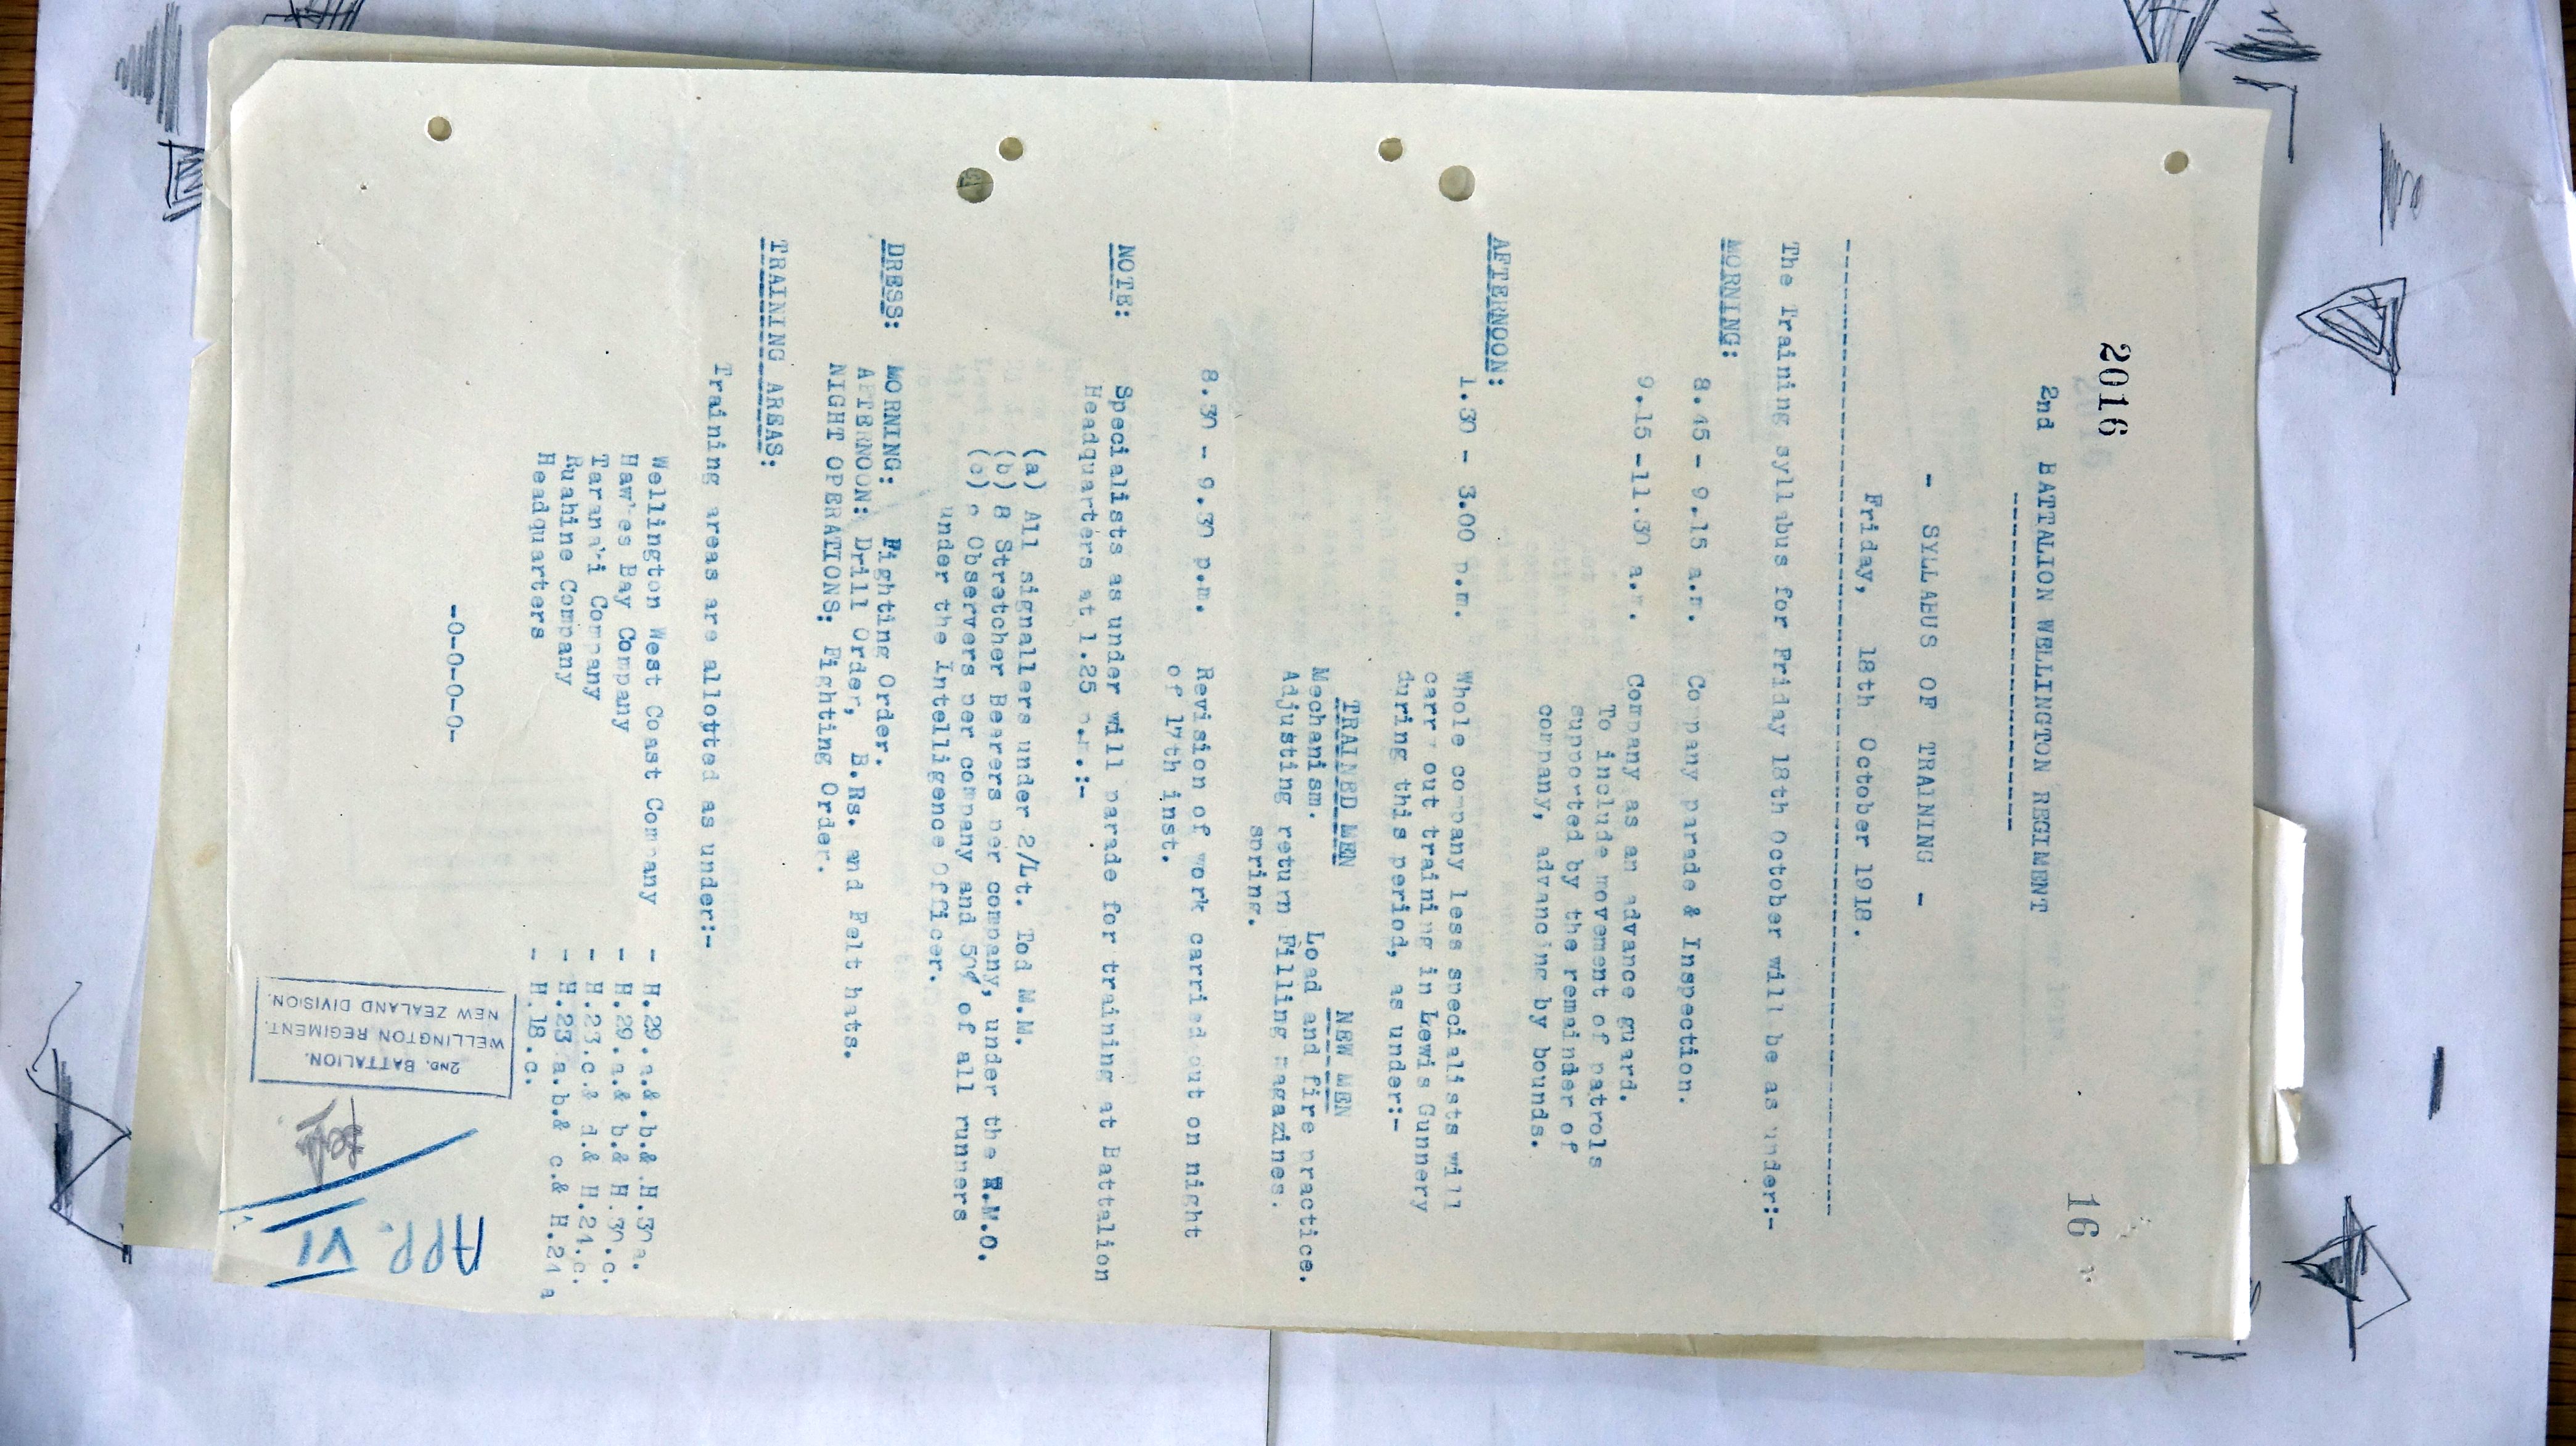 2016
16
2nd BATTALION WELLINGTON REGIMENT
- SYLLABUS OF TRAINING -
Friday, 18th October 1918.
The Training syllabus for Friday 18th October will be as under:-
MORNING:
8.45 - 9.15 a.m. Company parade & Inspection.
9.15 -11.30 a.m. Company as an advance guard.
To include movement of patrols
supported by the remainder of
company, advancing by bounds.
AFTERNOON:
1.30 - 3.00 p.m. Whole company less specialists will
carry out training in Lewis Gunnery
during this period, as under:-
TRAINED MEN NEW MEN
Mechanism. Load and fire practice.
Adjusting return Filling magazines.
spring.
8.30 - 9.30 p.m. Revision of work carried out on night
of 17th inst.
NOTE: Specialists as under will parade for training at Battalion
Headquarters at 1.25 p.m.:-
(a) All signallers under 2/Lt. Tod M.M.
(b) 8 Stretcher Bearers per company, under the R.M.O.
(c) 6 Observers per company and 50% of all runners
under the Intelligence Officer.
DRESS: MORNING: Fighting Order.
AFTERNOON: Drill Order, B.Rs. and Felt hats.
NIGHT OPERATIONS: Fighting Order.
TRAINING AREAS:
Training areas are allotted as under:-
Wellington West Coast Company - H.29.a.& .b.& .H.30a.
Hawkes Bay Company - H.29.a.& b.& H.30.c.
Taranaki Company - H.23.c.& d.& H.24.c.
Ruahine Company - H.23.a.b.& c.& H.24 a
Headquarters - H.18.c.
-0-0-0-0-
2ND. BATTALION.
WELLINGTON REGIMENT.
NEW ZEALAND DIVISION.
APP. VI